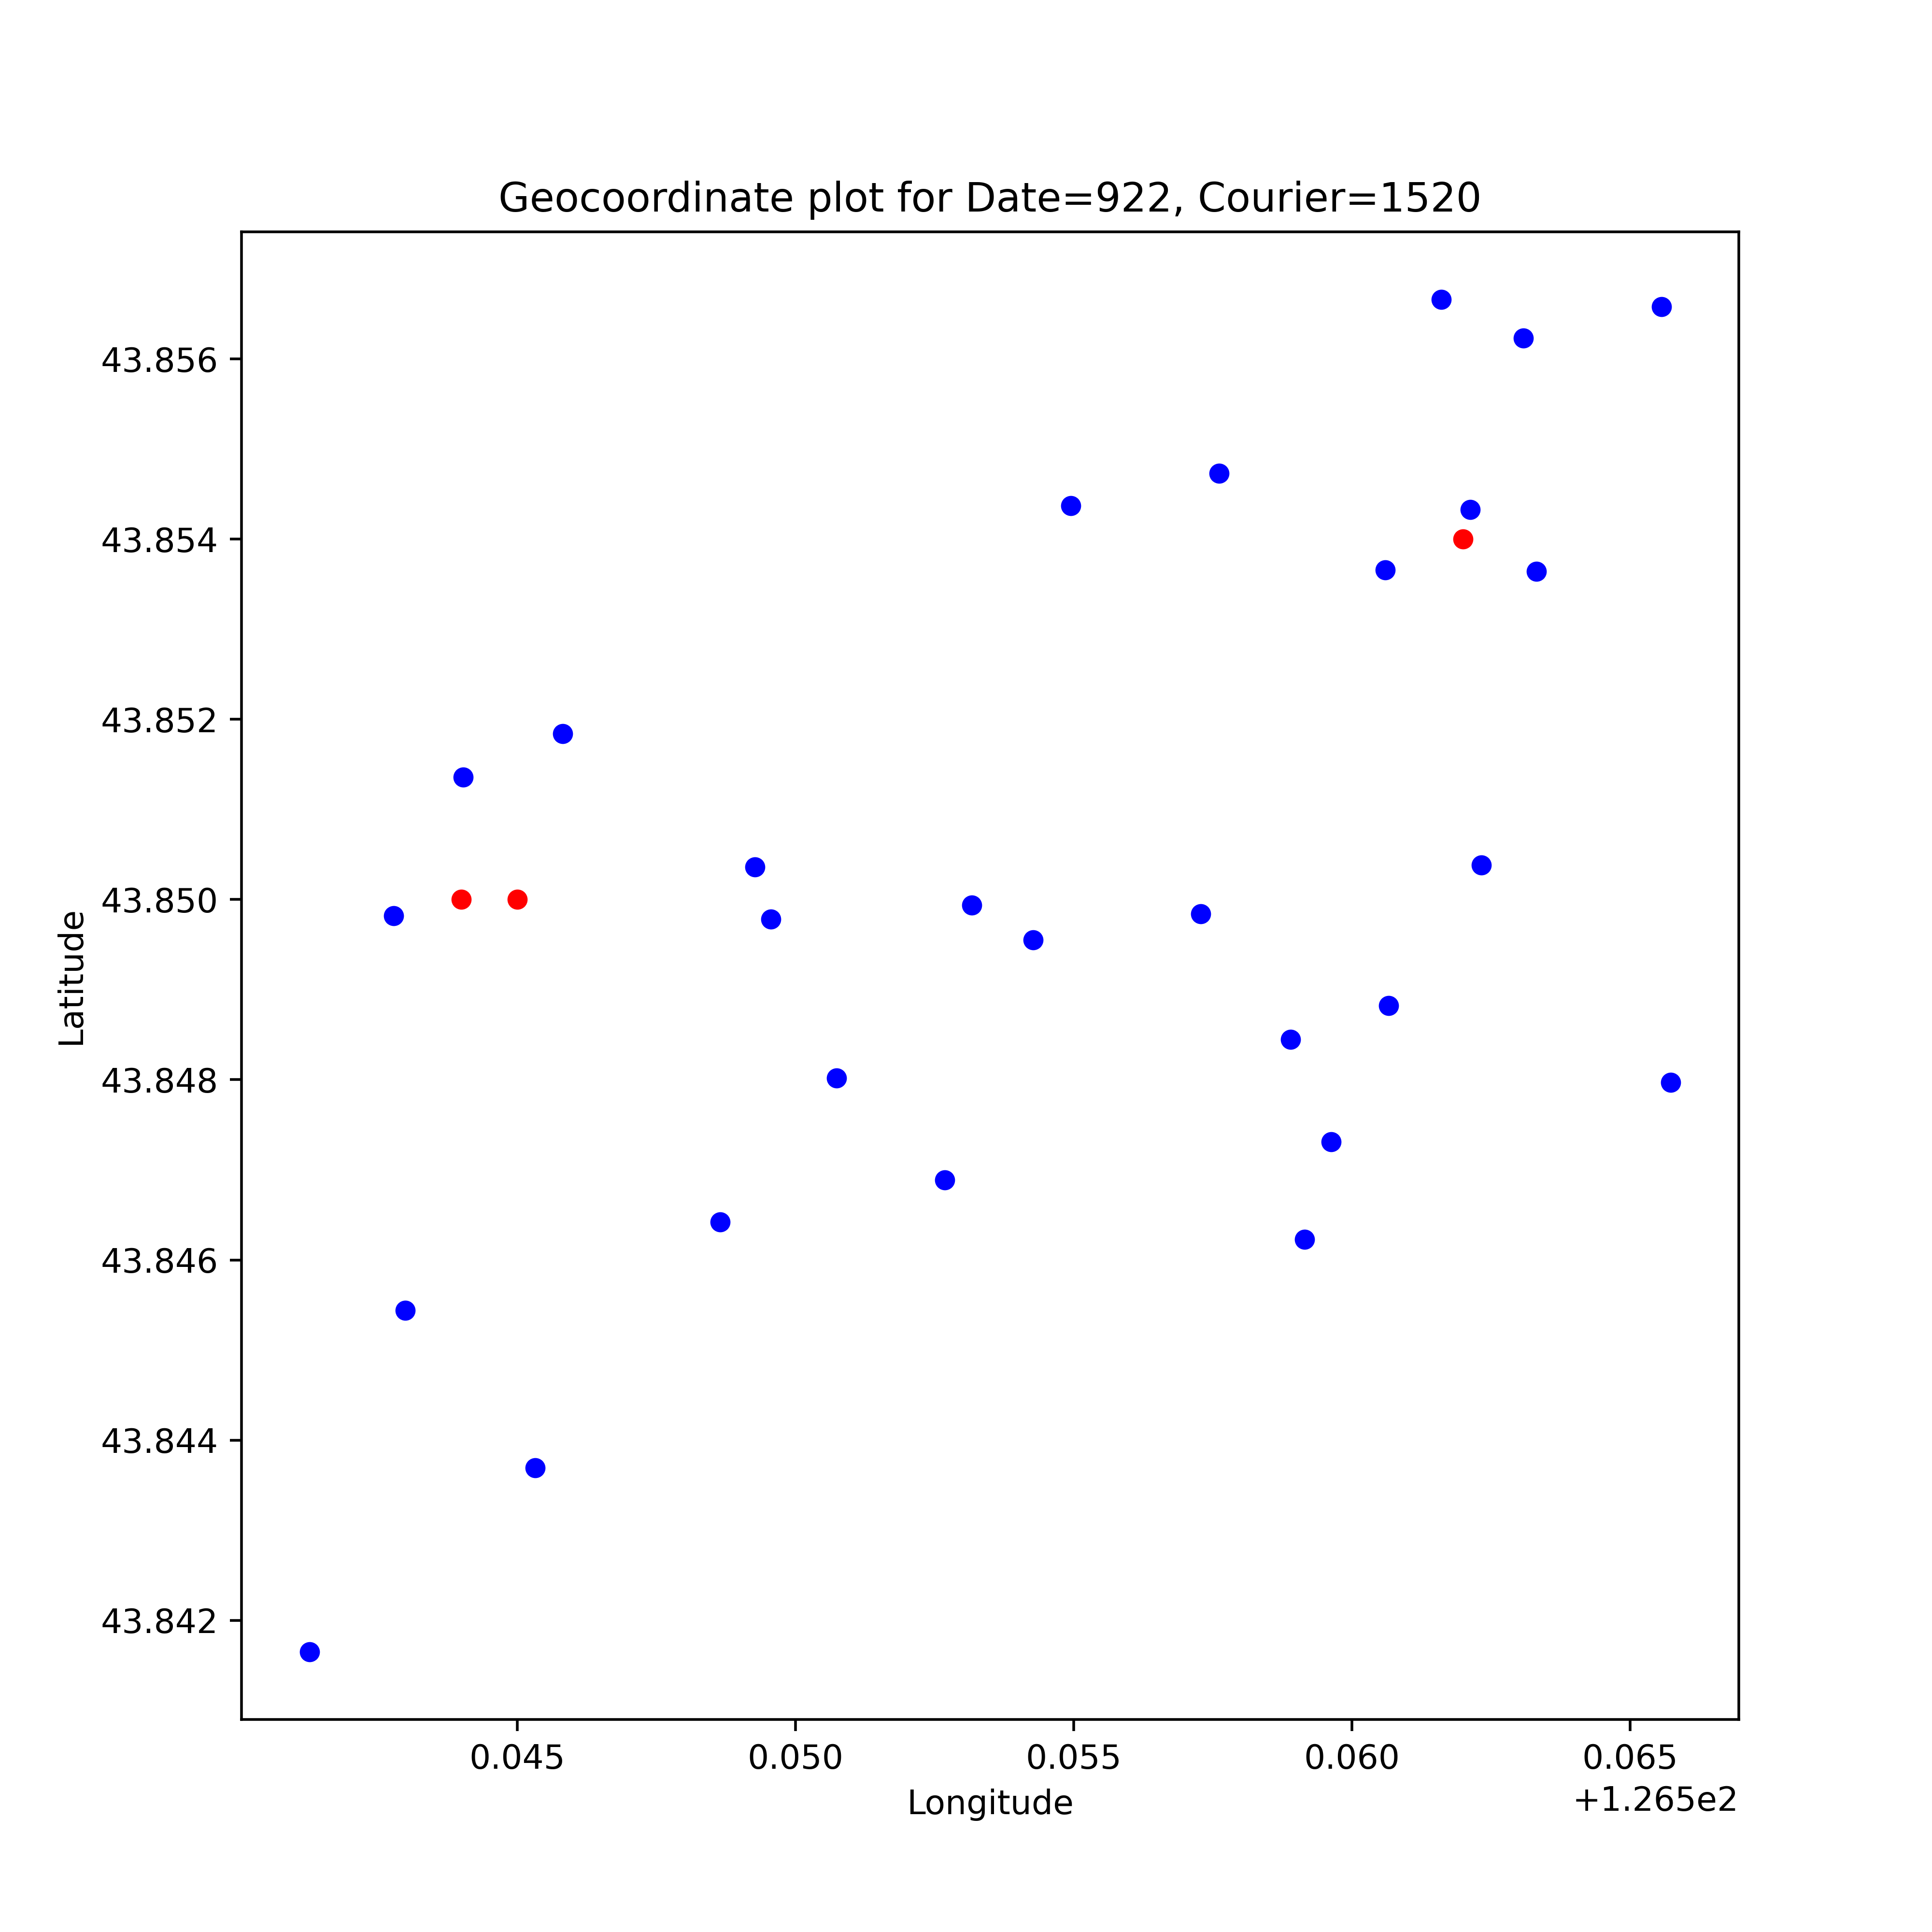 Geocoordinate plot for Date=922, Courier=1520
Latitude
43.856
43.854
43.852
43.850
43.848
43.846
43.844
43.842
0.045 0.050 0.055 0.060 0.065
+1.265e2
Longitude